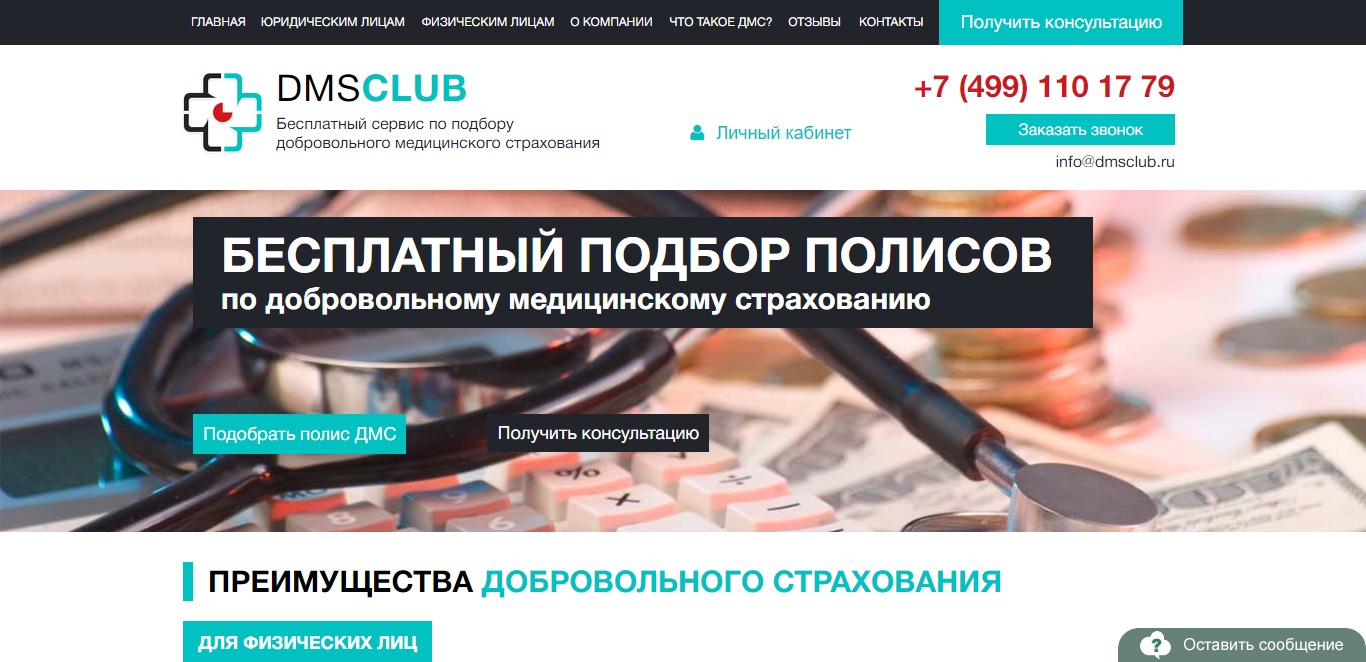 ГЛАВНАЯ ЮРИДИЧЕСКИМ ЛИЦАМ ФИЗИЧЕСКИМ ЛИЦАМ О КОМПАНИИ ЧТО ТАКОЕ ДМС? ОТЗЫВЫ КОНТАКТЫ Получить консультацию
DMSCLUB
Бесплатный сервис по подбору
добровольного медицинского страхования
Личный кабинет
+7 (499) 110 17 79
Заказать звонок
info@dmsclub.ru
БЕСПЛАТНЫЙ ПОДБОР ПОЛИСОВ
по добровольному медицинскому страхованию
Подобрать полис ДМС Получить консультацию
% ÷
8 9 ×
ПРЕИМУЩЕСТВА ДОБРОВОЛЬНОГО СТРАХОВАНИЯ
ДЛЯ ФИЗИЧЕСКИХ ЛИЦ
? Оставить сообщение